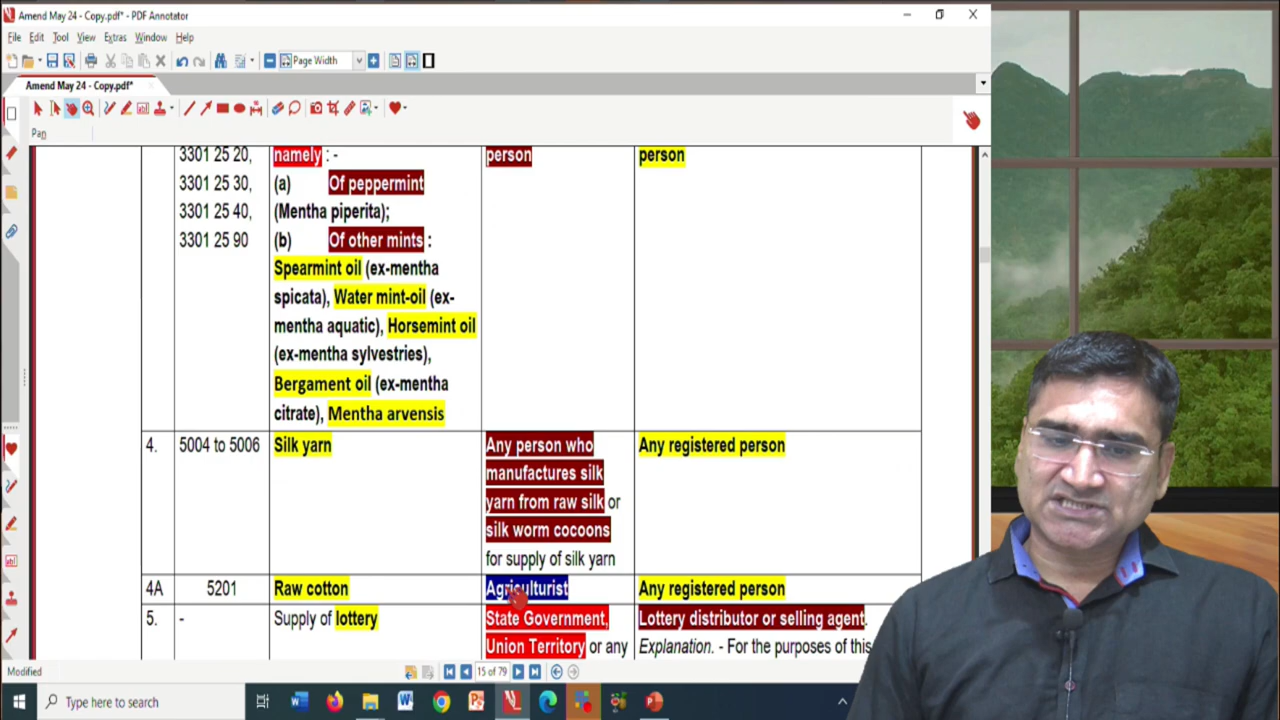 Amend May 24 - Copy.pdf* - PDF Annotator
File Edit Tool View Extras Window Help
Page Width
Amend May 24 - Copy.pdf*
Pan
3301 25 20, namely : - person person
3301 25 30, (a) Of peppermint
3301 25 40, (Mentha piperita);
3301 25 90 (b) Of other mints :
Spearmint oil (ex-mentha
spicata), Water mint-oil (ex-
mentha aquatic), Horsemint oil
(ex-mentha sylvestries),
Bergament oil (ex-mentha
citrate), Mentha arvensis
4. 5004 to 5006 Silk yarn Any person who Any registered person
manufactures silk
yarn from raw silk or
silk worm cocoons
for supply of silk yarn
4A 5201 Raw cotton Agriculturist Any registered person
5. - Supply of lottery State Government, Lottery distributor or selling agent.
Union Territory or any Explanation. - For the purposes of this
Modified 15 of 79
Type here to search